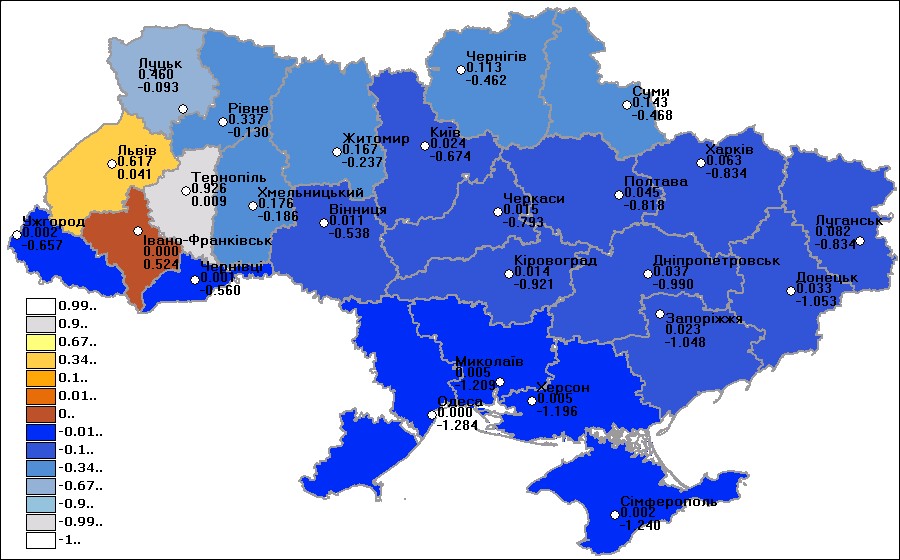 Луцьк
0.460
-0.093
Рівне
0.337
-0.130
Житомир
0.167
-0.237
Київ
0.024
-0.674
Чернігів
0.113
-0.462
Суми
0.143
-0.468
Львів
0.617
0.041
Тернопіль
0.926
0.009
Хмельницький
0.176
-0.186
Вінниця
0.011
-0.538
Черкаси
0.015
-0.793
Полтава
0.045
-0.818
Харків
0.063
-0.834
Луганськ
0.082
-0.834
Ужгород
0.002
-0.657
Івано-Франківськ
0.000
0.524
Чернівці
0.001
-0.560
Кіровоград
0.014
-0.921
Дніпропетровськ
0.037
-0.990
Донецьк
0.033
-1.053
Запоріжжя
0.023
-1.048
Миколаїв
0.005
-1.209
Херсон
0.005
-1.196
Одеса
0.000
-1.284
Сімферополь
0.002
-1.240
0.99..
0.9..
0.67..
0.34..
0.1..
0.01..
0..
-0.01..
-0.1..
-0.34..
-0.67..
-0.9..
-0.99..
-1..